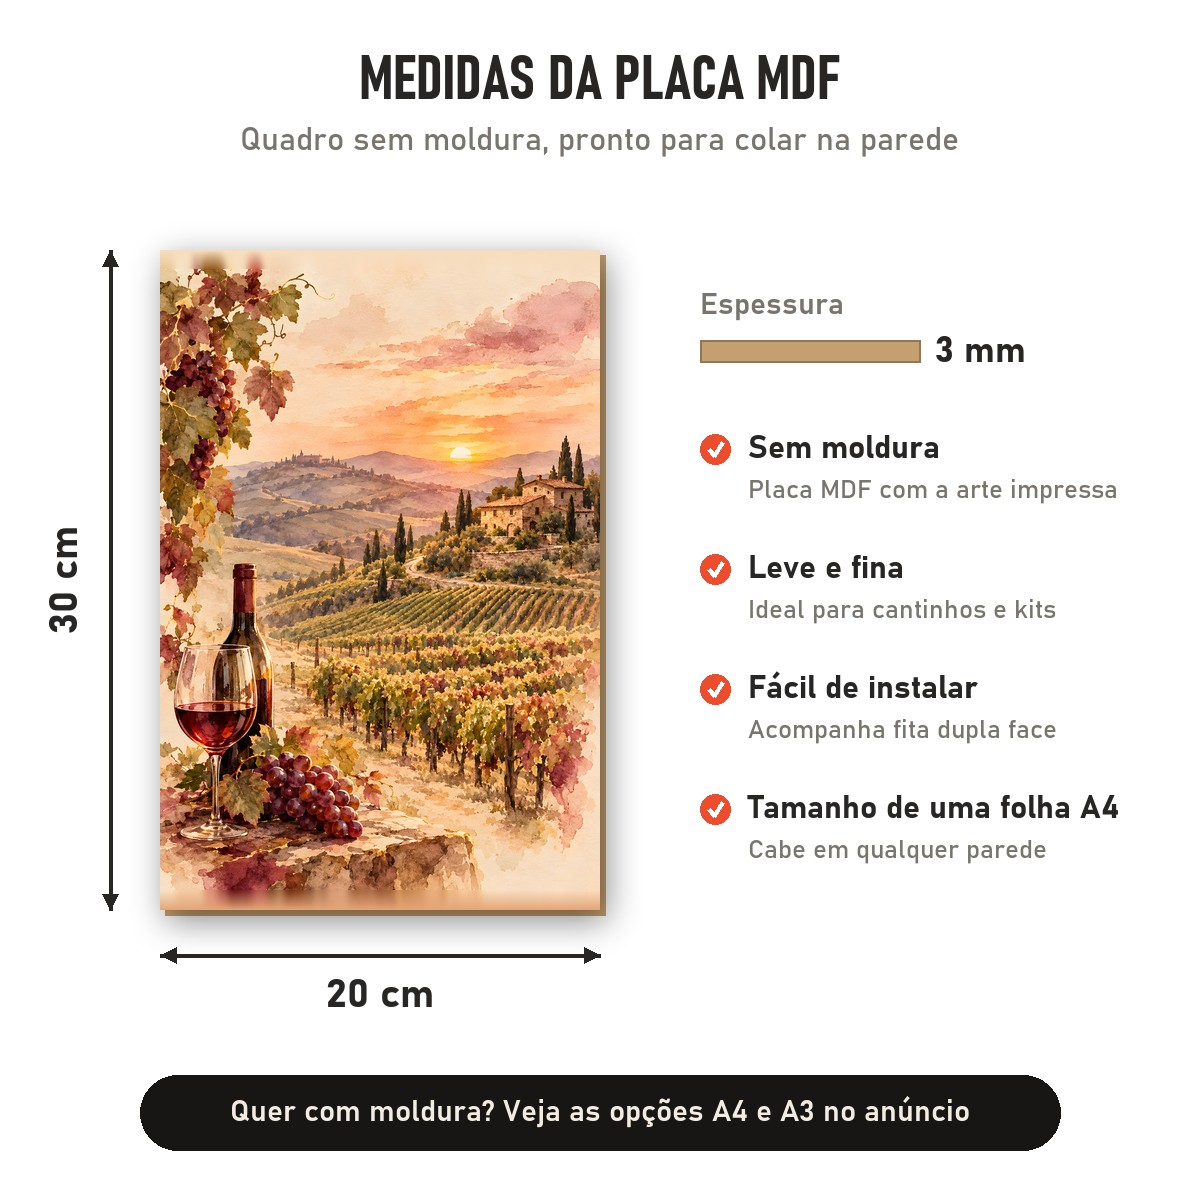 MEDIDAS DA PLACA MDF
Quadro sem moldura, pronto para colar na parede
30 cm
20 cm
Espessura
3 mm
Sem moldura
Placa MDF com a arte impressa
Leve e fina
Ideal para cantinhos e kits
Fácil de instalar
Acompanha fita dupla face
Tamanho de uma folha A4
Cabe em qualquer parede
Quer com moldura? Veja as opções A4 e A3 no anúncio